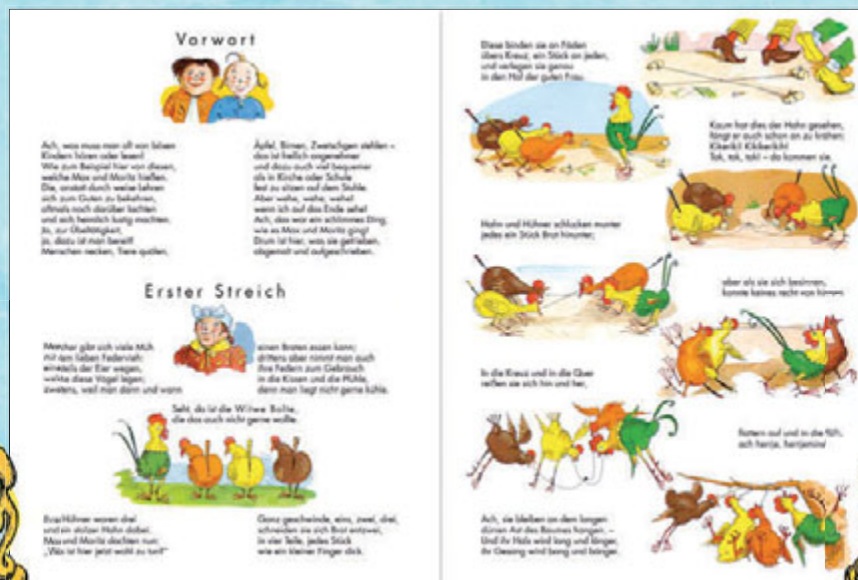 Vorwort
Ach, was muss man oft von bösen
Kindern hören oder lesen!
Wie zum Beispiel hier von diesen,
welche Max und Moritz hießen.
Die, anstatt durch weise Lehren
sich zum Guten zu bekehren,
oftmals noch darüber lachten
und sich heimlich lustig machten.
Ja, zur Übeltätigkeit,
ja, dazu ist man bereit!
Menschen necken, Tiere quälen,
Äpfel, Birnen, Zwetschgen stehlen –
das ist freilich angenehmer
und dazu auch viel bequemer
als in Kirche oder Schule
fest zu sitzen auf dem Stuhle.
Aber wehe, wehe, wehe!
wenn ich auf das Ende sehe!
Ach, das war ein schlimmes Ding,
wie es Max und Moritz ging!
Drum ist hier, was sie getrieben,
abgemalt und aufgeschrieben.
Erster Streich
Mancher gibt sich viele Müh
mit dem lieben Federvieh:
einesteils der Eier wegen,
welche diese Vögel legen;
zweitens, weil man dann und wann
einen Braten essen kann;
drittens aber nimmt man auch
ihre Federn zum Gebrauch
in die Kissen und die Pfühle,
denn man liegt nicht gerne kühle.
Seht, da ist die Witwe Bolte,
die das auch nicht gerne wollte.
Ihrer Hühner waren drei
und ein stolzer Hahn dabei.
Max und Moritz dachten nun:
„Was ist hier jetzt wohl zu tun?"
Ganz geschwinde, eins, zwei, drei,
schneiden sie sich Brot entzwei,
in vier Teile, jedes Stück
wie ein kleiner Finger dick.
Diese binden sie an Fäden
übers Kreuz, ein Stück an jeden,
und verlegen sie genau
in den Hof der guten Frau.
Kaum hat dies der Hahn gesehen,
fängt er auch schon an zu krähen:
Kikeriki! Kikikerikih!
Tak, tak, tak! – da kommen sie.
Hahn und Hühner schlucken munter
jedes ein Stück Brot hinunter;
aber als sie sich besinnen,
konnte keines recht von hinnen.
In die Kreuz und in die Quer
reißen sie sich hin und her,
flattern auf und in die Höh,
ach herrje, herrjemine!
Ach, sie bleiben an dem langen
dürren Ast des Baumes hangen, –
Und ihr Hals wird lang und länger,
ihr Gesang wird bang und bänger.